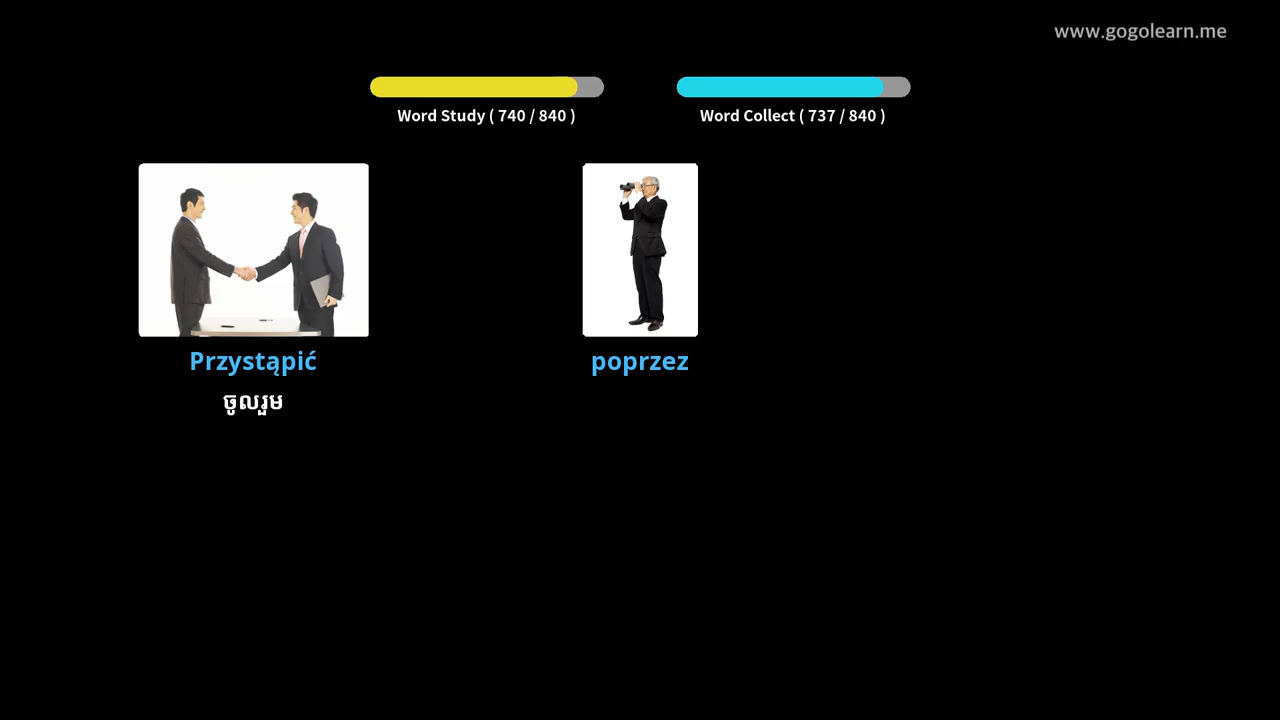 www.gogolearn.me
Word Study ( 740 / 840 )
Word Collect ( 737 / 840 )
Przystąpić
poprzez
ចូលរួម